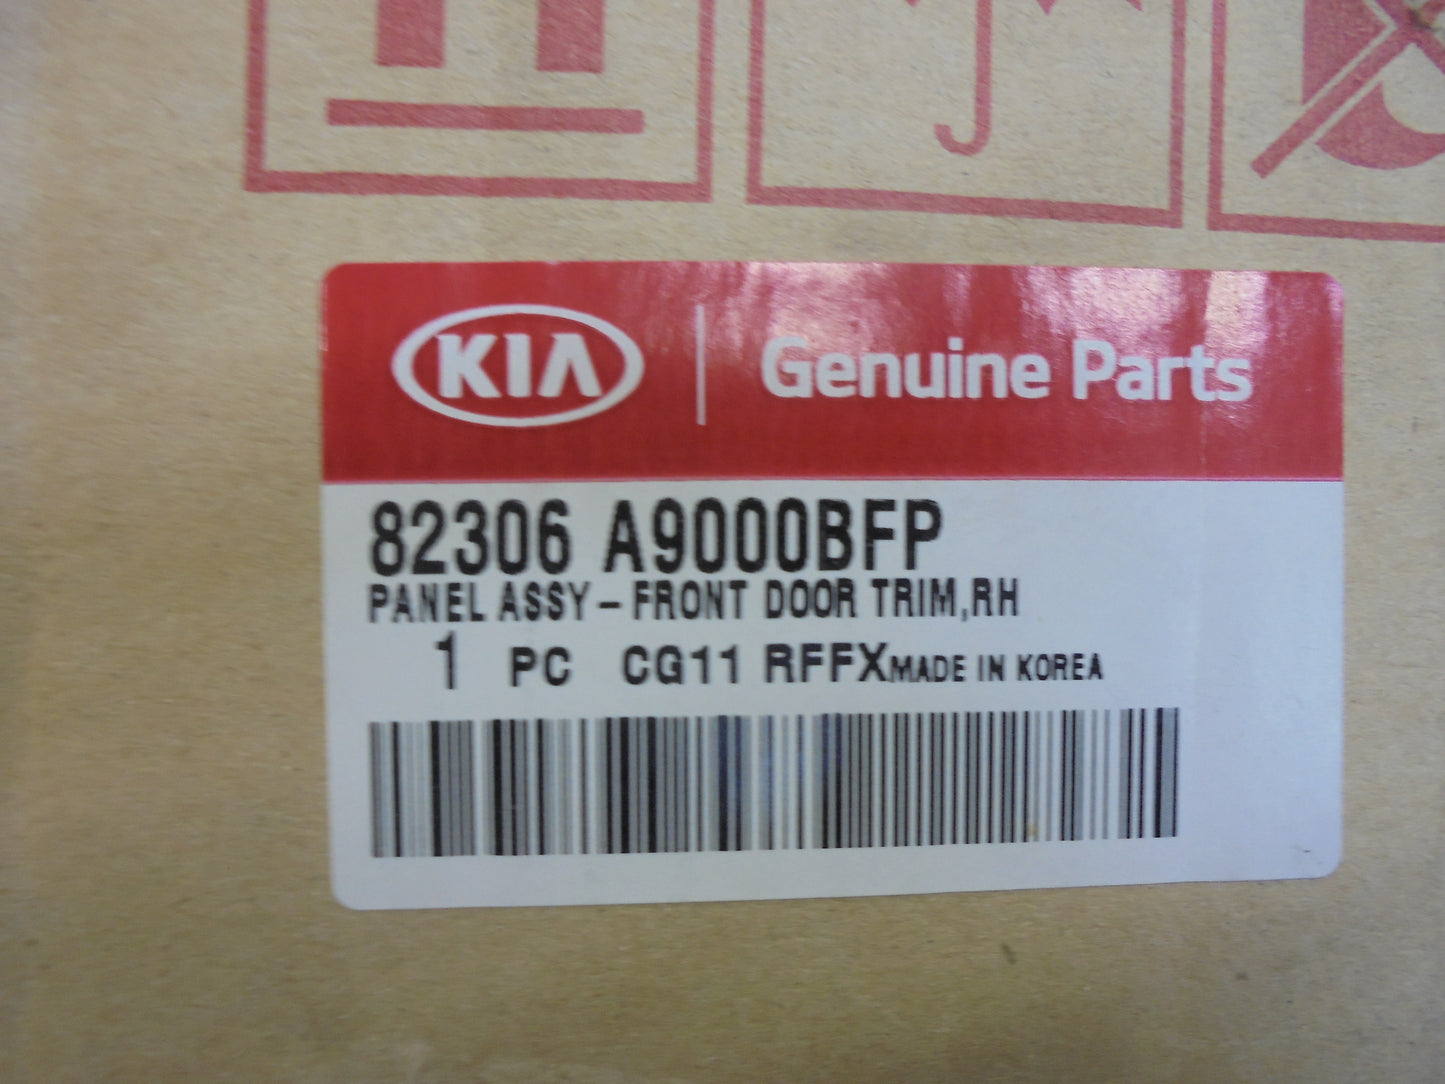 KIA Genuine Parts
82306 A9000BFP
PANEL ASSY-FRONT DOOR TRIM,RH
1 PC CG11 RFFX MADE IN KOREA